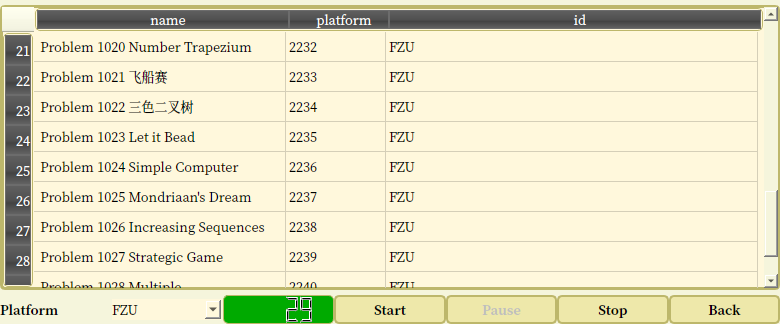 name platform id
21 Problem 1020 Number Trapezium 2232 FZU
22 Problem 1021 飞船赛 2233 FZU
23 Problem 1022 三色二叉树 2234 FZU
24 Problem 1023 Let it Bead 2235 FZU
25 Problem 1024 Simple Computer 2236 FZU
26 Problem 1025 Mondriaan's Dream 2237 FZU
27 Problem 1026 Increasing Sequences 2238 FZU
28 Problem 1027 Strategic Game 2239 FZU
Problem 1028 Multiple 2240 FZU
Platform FZU 29 Start Pause Stop Back